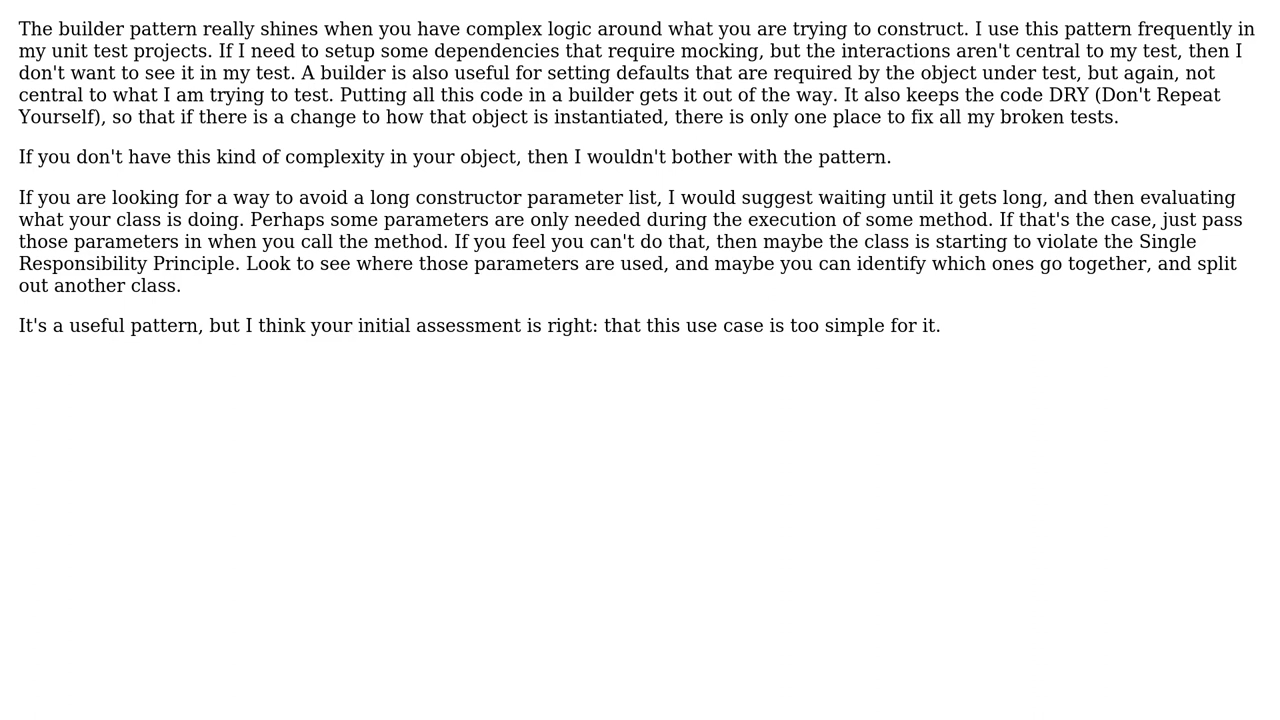 The builder pattern really shines when you have complex logic around what you are trying to construct. I use this pattern frequently in
my unit test projects. If I need to setup some dependencies that require mocking, but the interactions aren't central to my test, then I
don't want to see it in my test. A builder is also useful for setting defaults that are required by the object under test, but again, not
central to what I am trying to test. Putting all this code in a builder gets it out of the way. It also keeps the code DRY (Don't Repeat
Yourself), so that if there is a change to how that object is instantiated, there is only one place to fix all my broken tests.
If you don't have this kind of complexity in your object, then I wouldn't bother with the pattern.
If you are looking for a way to avoid a long constructor parameter list, I would suggest waiting until it gets long, and then evaluating
what your class is doing. Perhaps some parameters are only needed during the execution of some method. If that's the case, just pass
those parameters in when you call the method. If you feel you can't do that, then maybe the class is starting to violate the Single
Responsibility Principle. Look to see where those parameters are used, and maybe you can identify which ones go together, and split
out another class.
It's a useful pattern, but I think your initial assessment is right: that this use case is too simple for it.